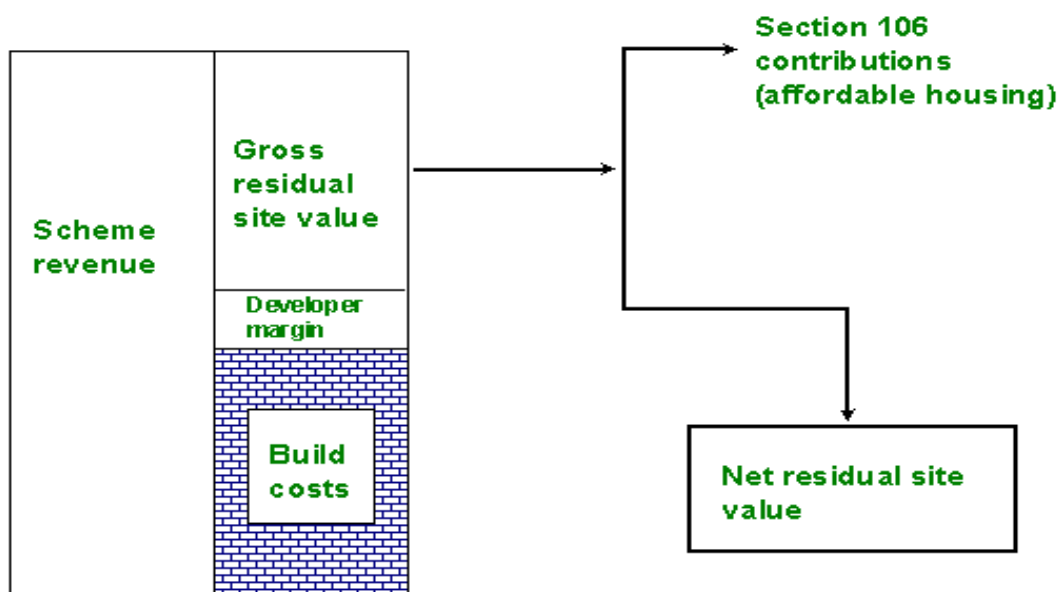 Section 106
contributions
(affordable housing)
Gross
residual
site value
Scheme
revenue
Developer
margin
Build
costs
Net residual site
value